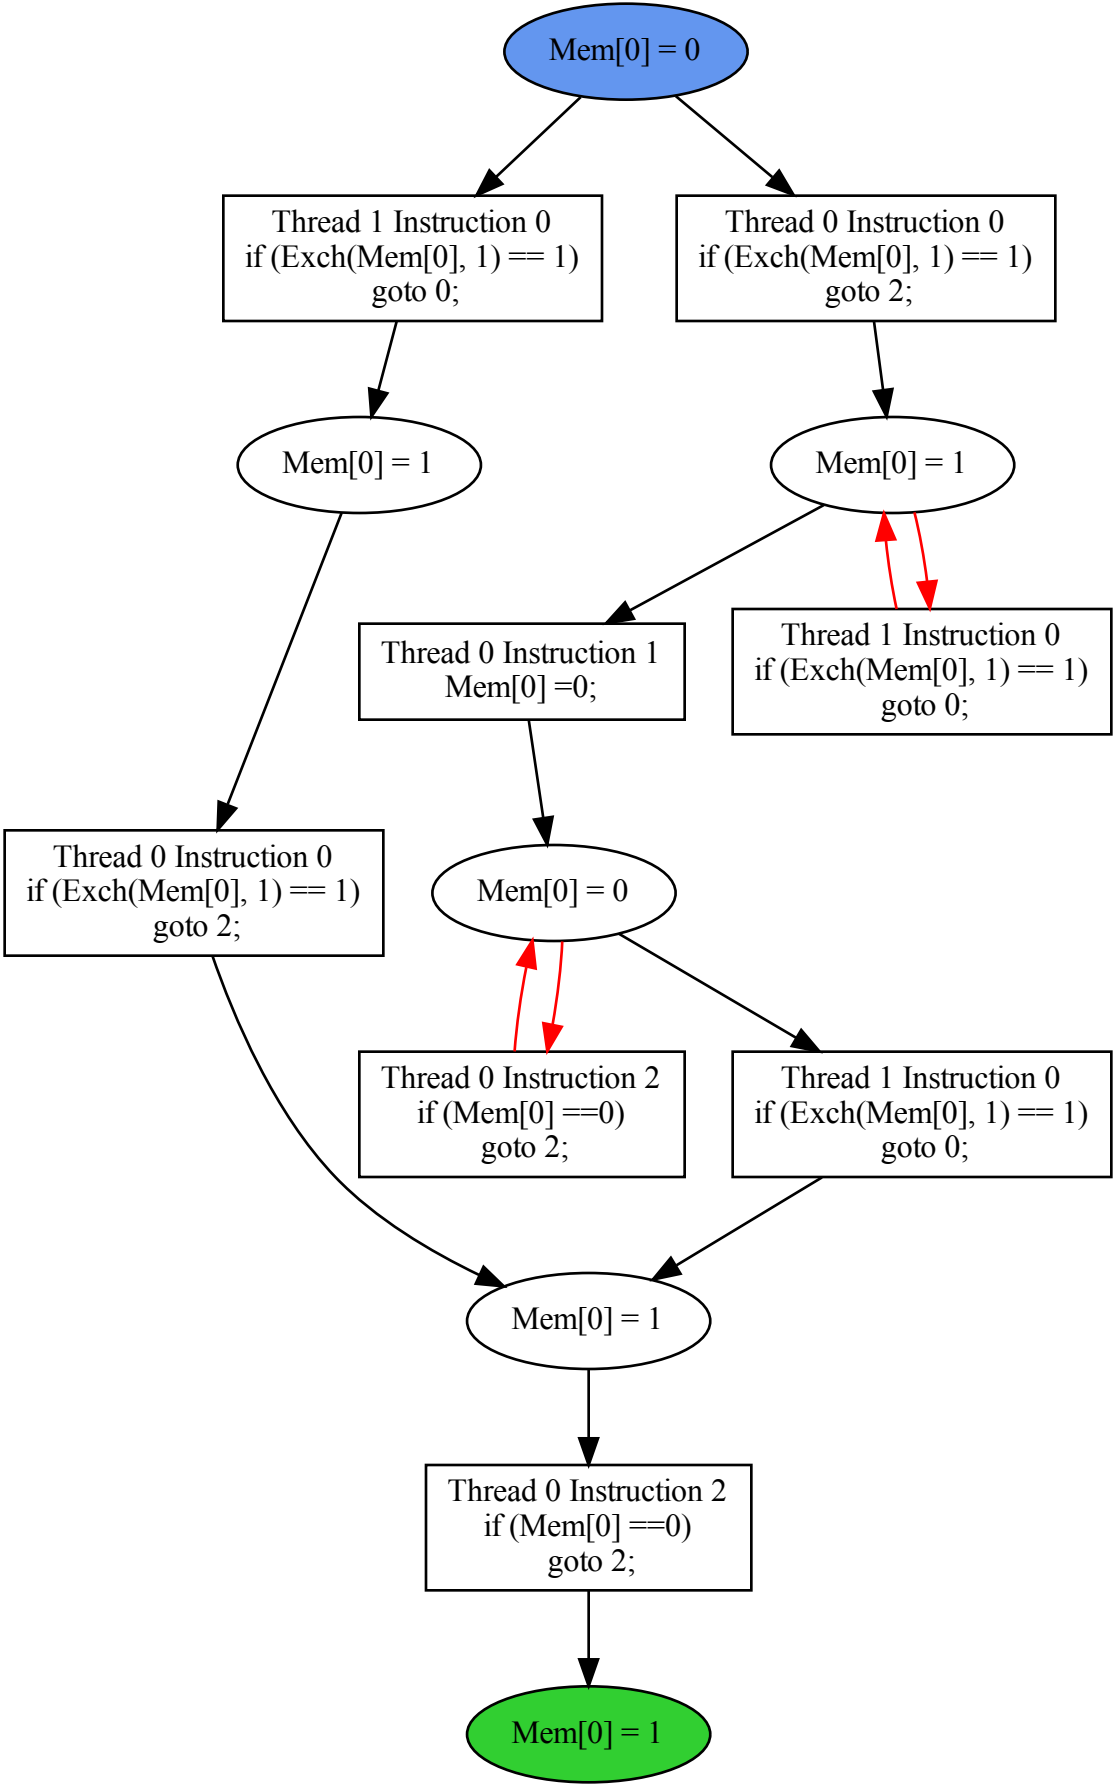 Mem[0] = 0
Thread 1 Instruction 0
if (Exch(Mem[0], 1) == 1)
goto 0;
Thread 0 Instruction 0
if (Exch(Mem[0], 1) == 1)
goto 2;
Mem[0] = 1
Mem[0] = 1
Thread 0 Instruction 1
Mem[0] =0;
Thread 1 Instruction 0
if (Exch(Mem[0], 1) == 1)
goto 0;
Thread 0 Instruction 0
if (Exch(Mem[0], 1) == 1)
goto 2;
Mem[0] = 0
Thread 0 Instruction 2
if (Mem[0] ==0)
goto 2;
Thread 1 Instruction 0
if (Exch(Mem[0], 1) == 1)
goto 0;
Mem[0] = 1
Thread 0 Instruction 2
if (Mem[0] ==0)
goto 2;
Mem[0] = 1